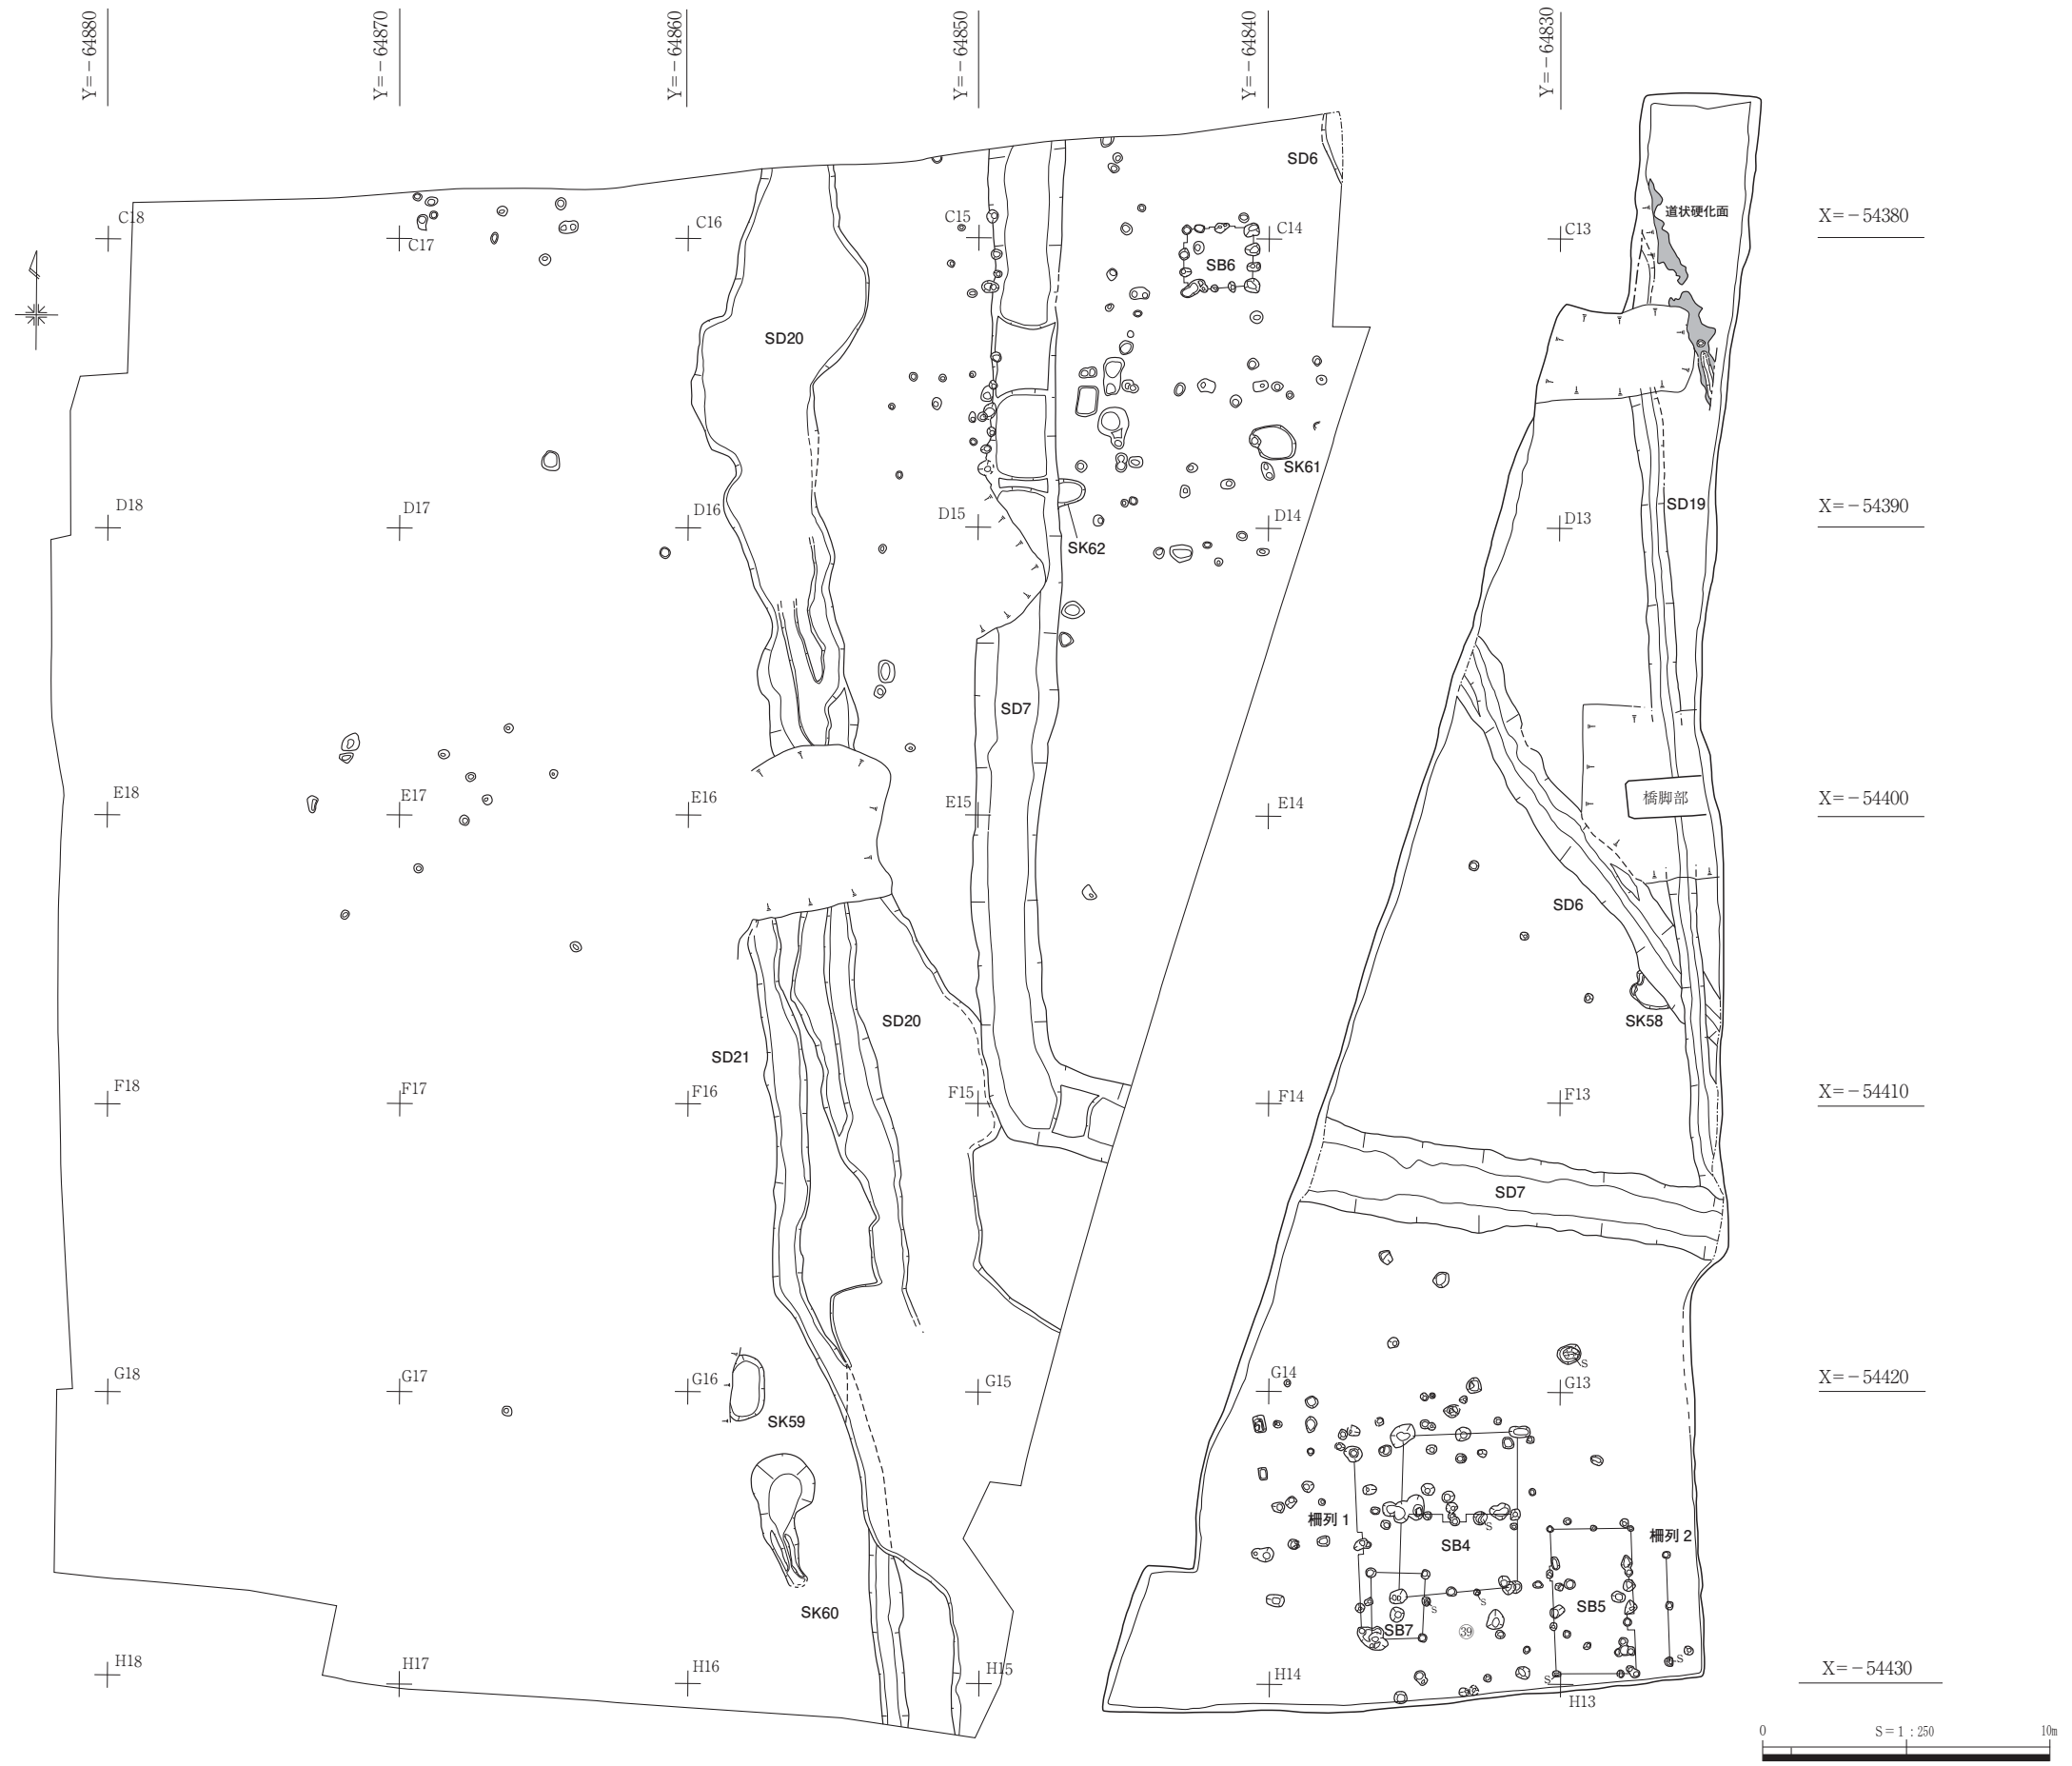 Y=－64880
Y=－64870
Y=－64860
Y=－64850
Y=－64840
Y=－64830
SD6
道状硬化面
X=－54380
C18
C17
C16
C15
C14
C13
SB6
SD20
SK61
D18
D17
D16
D15
D14
D13
SD19
X=－54390
SK62
SD7
E18
E17
E16
E15
E14
橋脚部
X=－54400
SD6
SD20
SK58
SD21
F18
F17
F16
F15
F14
F13
X=－54410
SD7
S
G18
G17
G16
G15
G14
G13
X=－54420
SK59
柵列 1
S
SB4
柵列 2
S
S
SK60
SB7
㊴
SB5
S
S
H18
H17
H16
H15
H14
H13
X=－54430
0
S＝1：250
10m